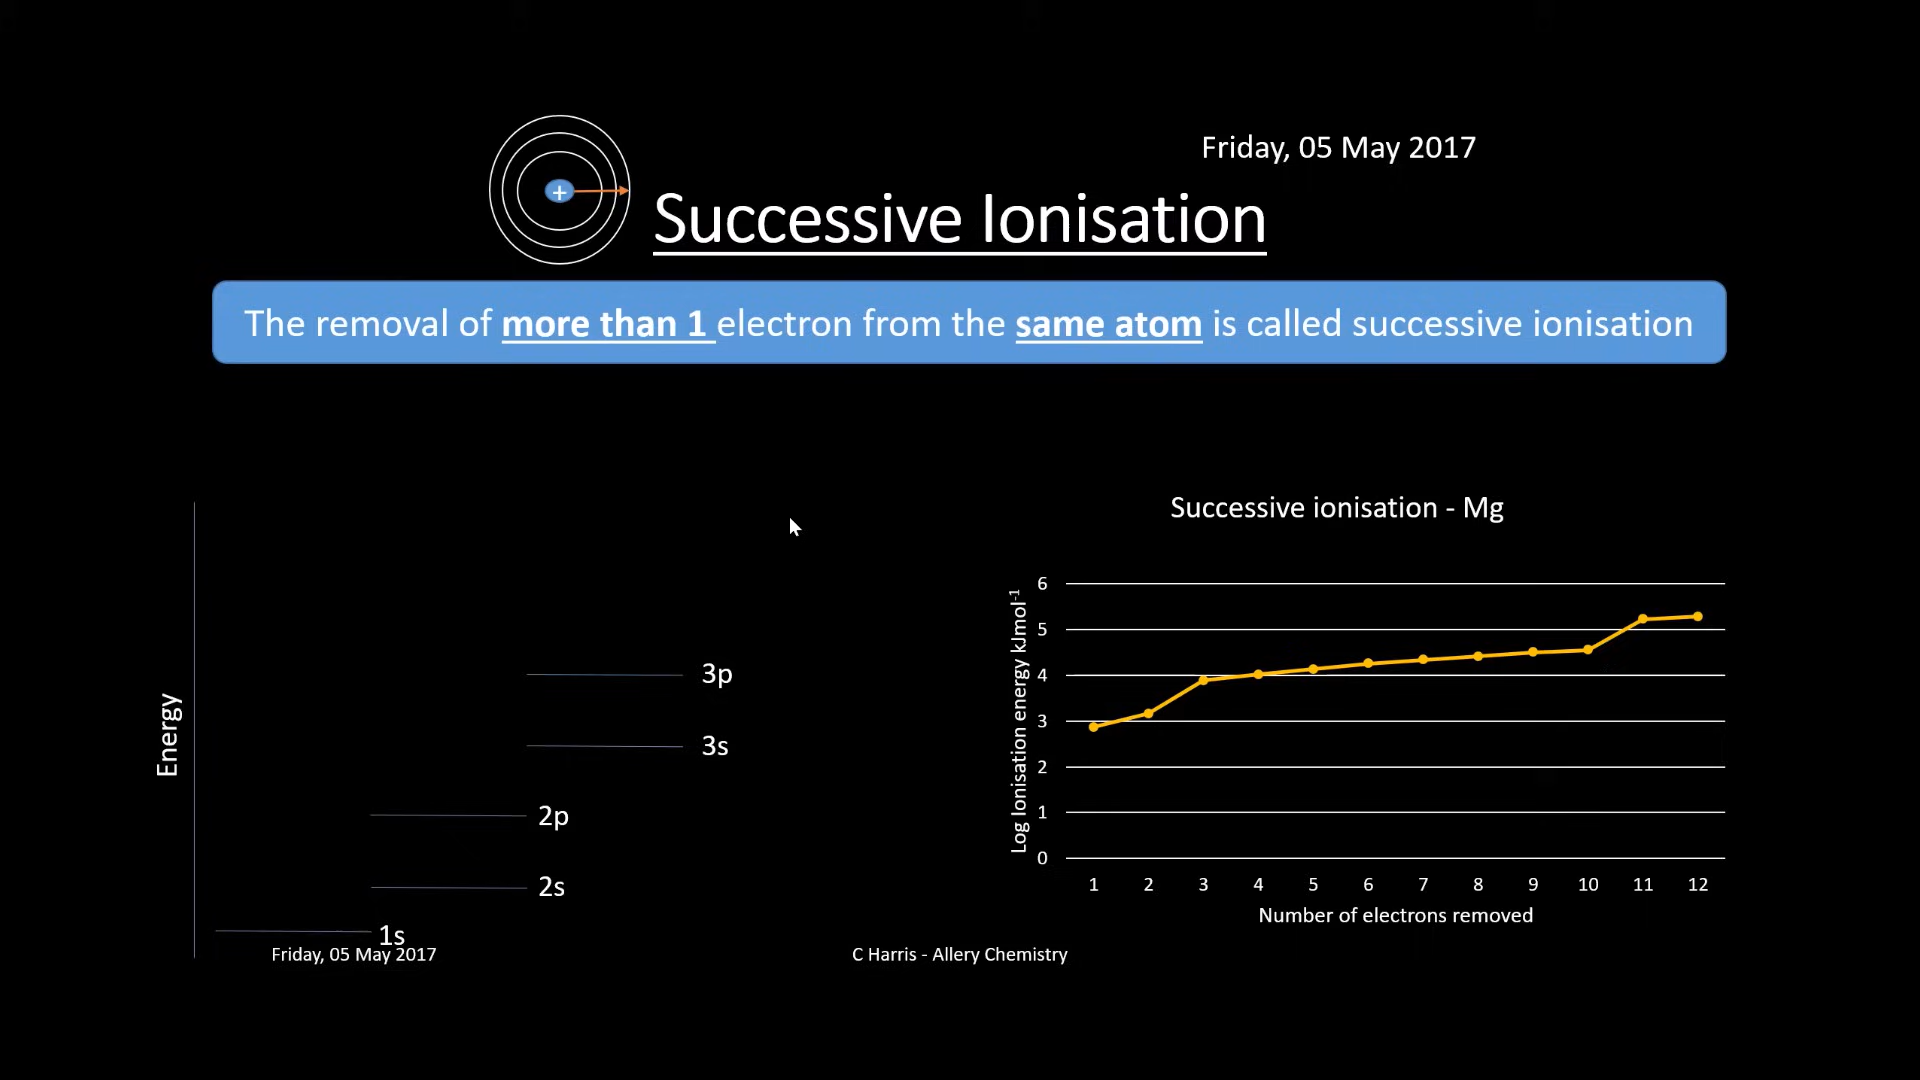 Friday, 05 May 2017
+
Successive Ionisation
The removal of more than 1 electron from the same atom is called successive ionisation
Energy
3p
3s
2p
2s
1s
Successive ionisation - Mg
Log Ionisation energy kJmol⁻¹
6
5
4
3
2
1
0
1 2 3 4 5 6 7 8 9 10 11 12
Number of electrons removed
Friday, 05 May 2017
C Harris - Allery Chemistry